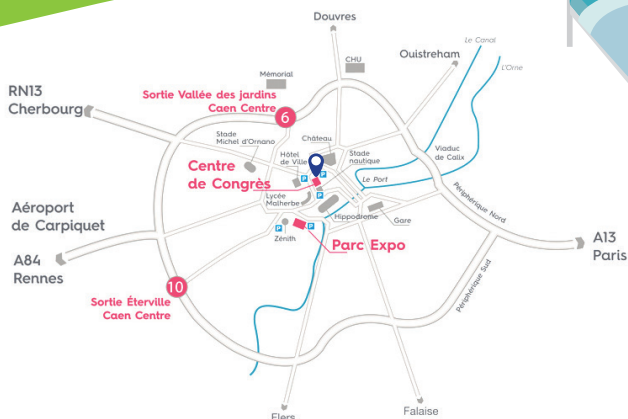 Douvres
Le Canal
Ouistreham
CHU
L'Orne
Mémorial
RN13
Cherbourg
Sortie Vallée des jardins
Caen Centre
6
Stade
Michel d'Ornano
Château
Hôtel
de Ville
Stade
nautique
Viaduc
de Calix
Centre
de Congrès
P
P
Le Port
Lycée
Malherbe
P
Périphérique Nord
Aéroport
de Carpiquet
Hippodrome
Gare
P
P
Zénith
Parc Expo
A13
Paris
A84
Rennes
10
Sortie Éterville
Caen Centre
Périphérique Sud
Flers
Falaise